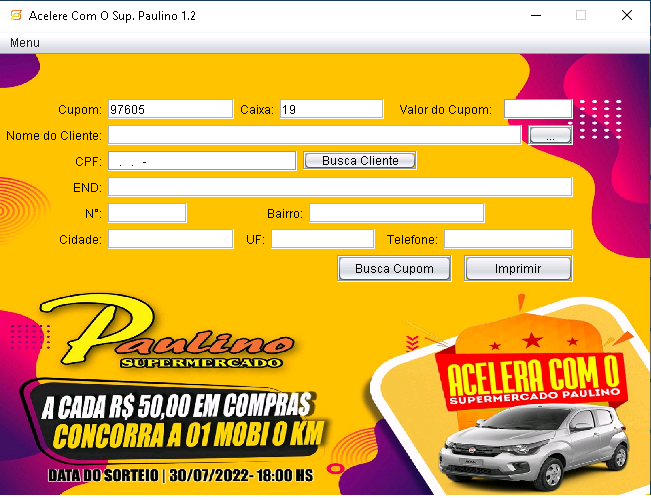 Acelere Com O Sup. Paulino 1.2
Menu
Cupom: 97605 Caixa: 19 Valor do Cupom:
Nome do Cliente: ...
CPF: . . - Busca Cliente
END:
N°: Bairro:
Cidade: UF: Telefone:
Busca Cupom Imprimir
Paulino
SUPERMERCADO
ACELERA COM O
SUPERMERCADO PAULINO
A CADA R$ 50,00 EM COMPRAS
CONCORRA A 01 MOBI 0 KM
DATA DO SORTEIO | 30/07/2022- 18:00 HS